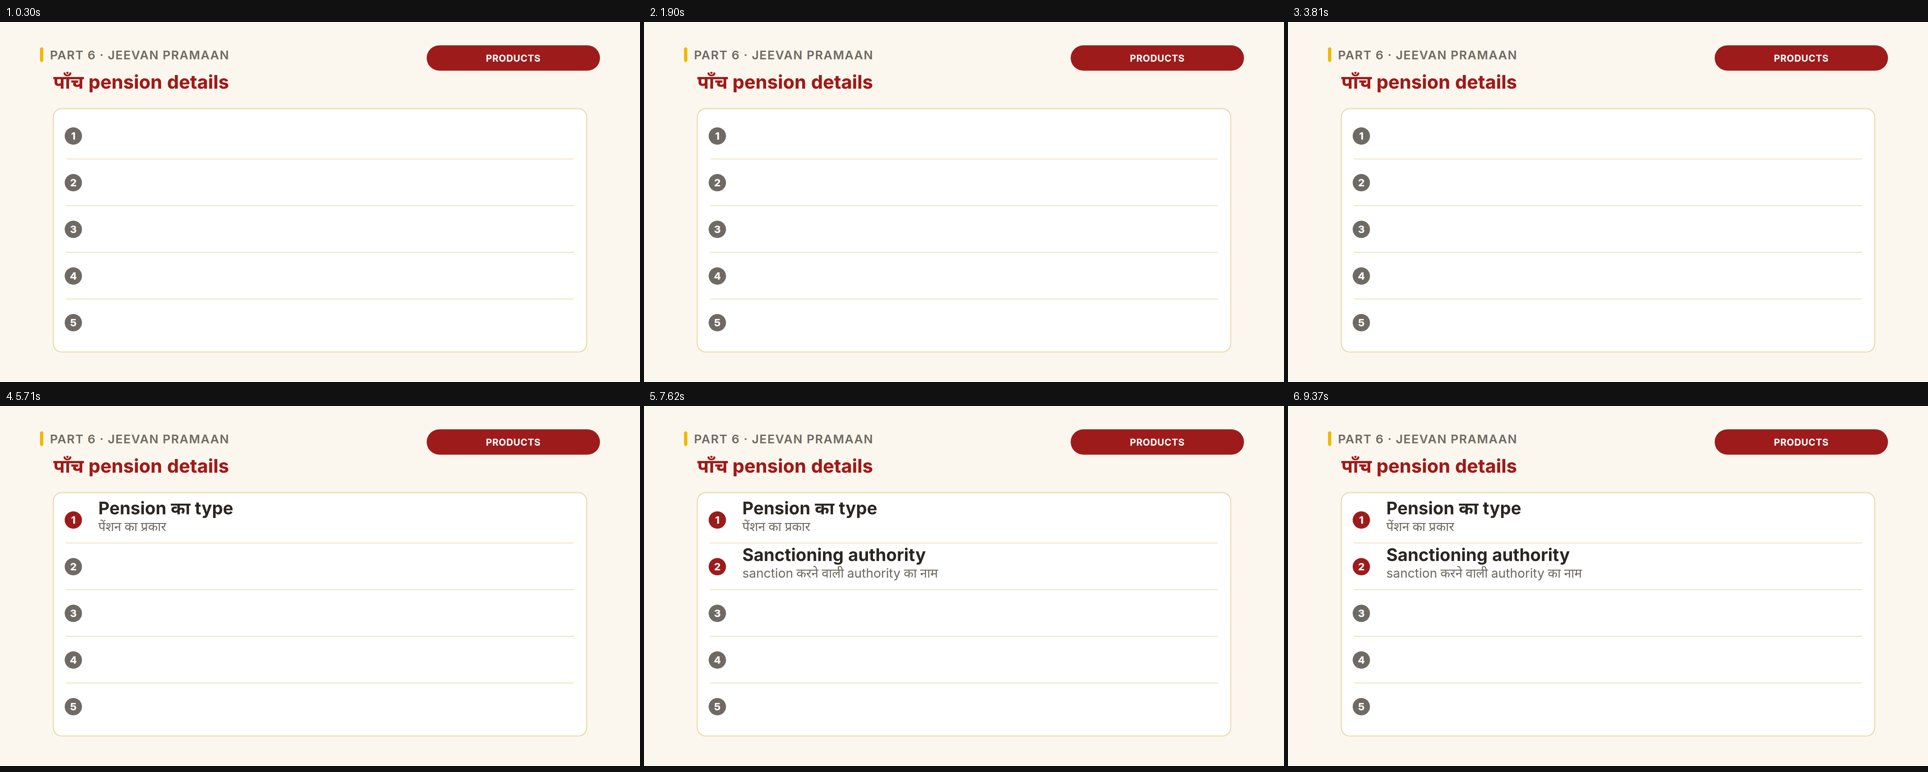 1. 0.30s
PART 6 · JEEVAN PRAMAAN
PRODUCTS
पाँच pension details
1
2
3
4
5
2. 1.90s
PART 6 · JEEVAN PRAMAAN
PRODUCTS
पाँच pension details
1
2
3
4
5
3. 3.81s
PART 6 · JEEVAN PRAMAAN
PRODUCTS
पाँच pension details
1
2
3
4
5
4. 5.71s
PART 6 · JEEVAN PRAMAAN
PRODUCTS
पाँच pension details
1 Pension का type
पेंशन का प्रकार
2
3
4
5
5. 7.62s
PART 6 · JEEVAN PRAMAAN
PRODUCTS
पाँच pension details
1 Pension का type
पेंशन का प्रकार
2 Sanctioning authority
sanction करने वाली authority का नाम
3
4
5
6. 9.37s
PART 6 · JEEVAN PRAMAAN
PRODUCTS
पाँच pension details
1 Pension का type
पेंशन का प्रकार
2 Sanctioning authority
sanction करने वाली authority का नाम
3
4
5